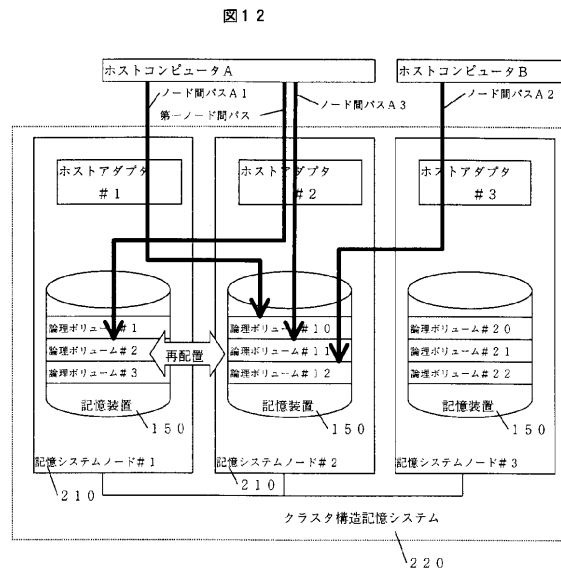 図12
ホストコンピュータA
ホストコンピュータB
ノード間パスA1
第一ノード間パス
ノード間パスA3
ノード間パスA2
ホストアダプタ
#1
ホストアダプタ
#2
ホストアダプタ
#3
論理ボリューム#1
論理ボリューム#2
論理ボリューム#3
再配置
論理ボリューム#10
論理ボリューム#11
論理ボリューム#12
論理ボリューム#20
論理ボリューム#21
論理ボリューム#22
記憶装置
記憶装置
記憶装置
150
150
150
記憶システムノード#1
記憶システムノード#2
記憶システムノード#3
210
210
クラスタ構造記憶システム
220